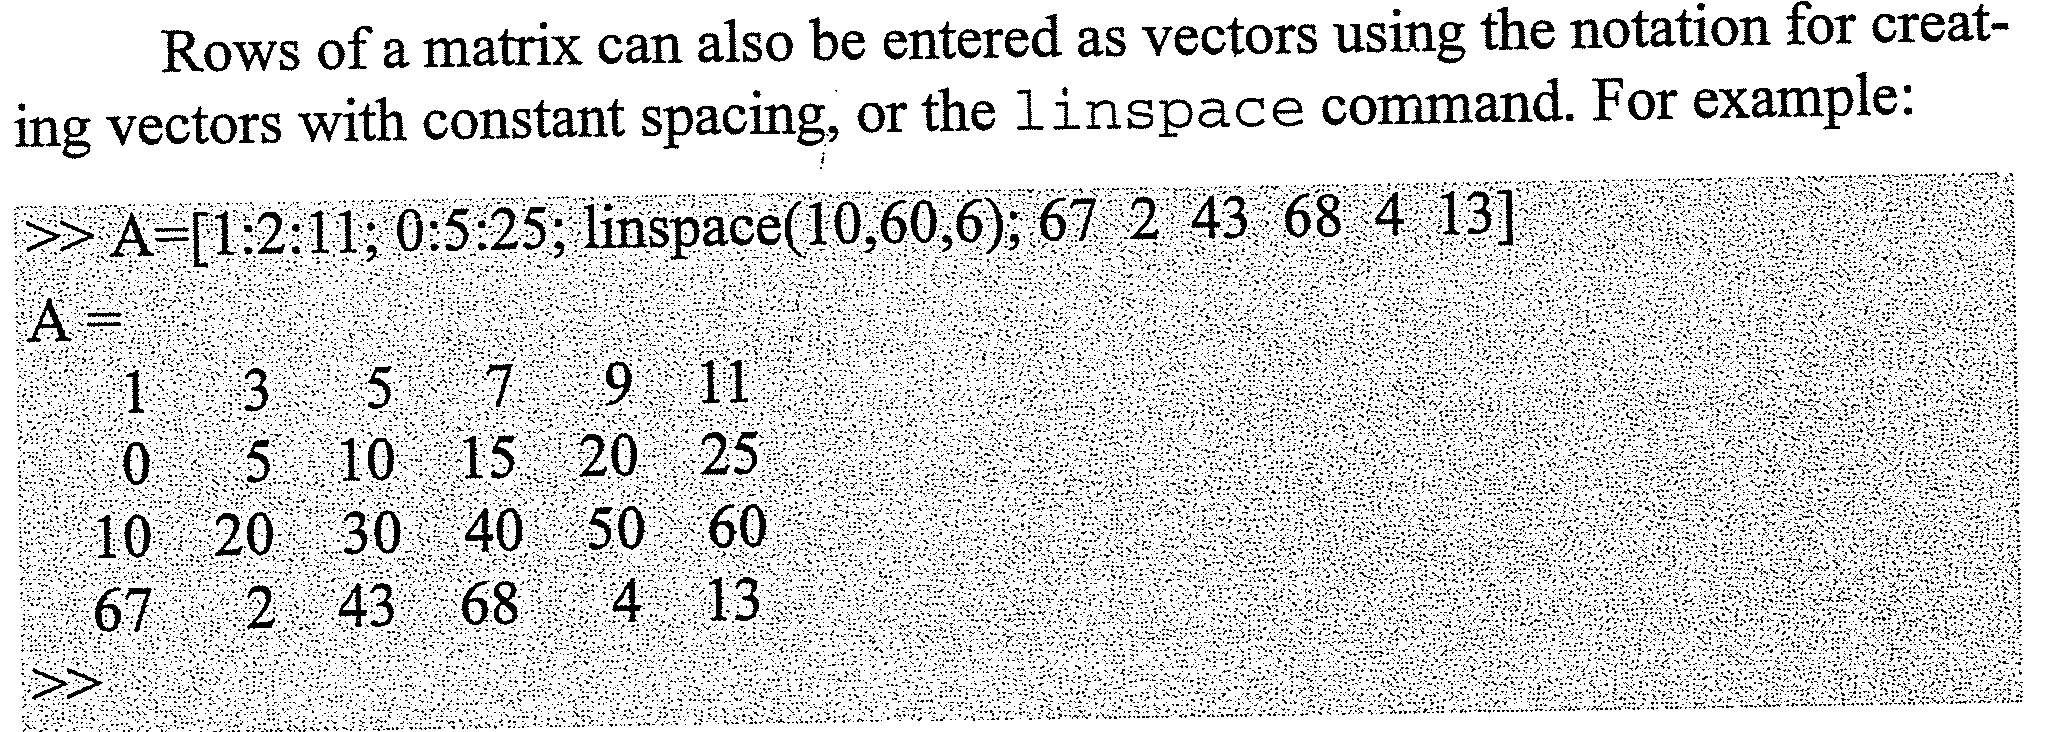 Rows of a matrix can also be entered as vectors using the notation for creat-
ing vectors with constant spacing, or the linspace command. For example:
>> A=[1:2:11; 0:5:25; linspace(10,60,6); 67 2 43 68 4 13]
A =
1 3 5 7 9 11
0 5 10 15 20 25
10 20 30 40 50 60
67 2 43 68 4 13
>>